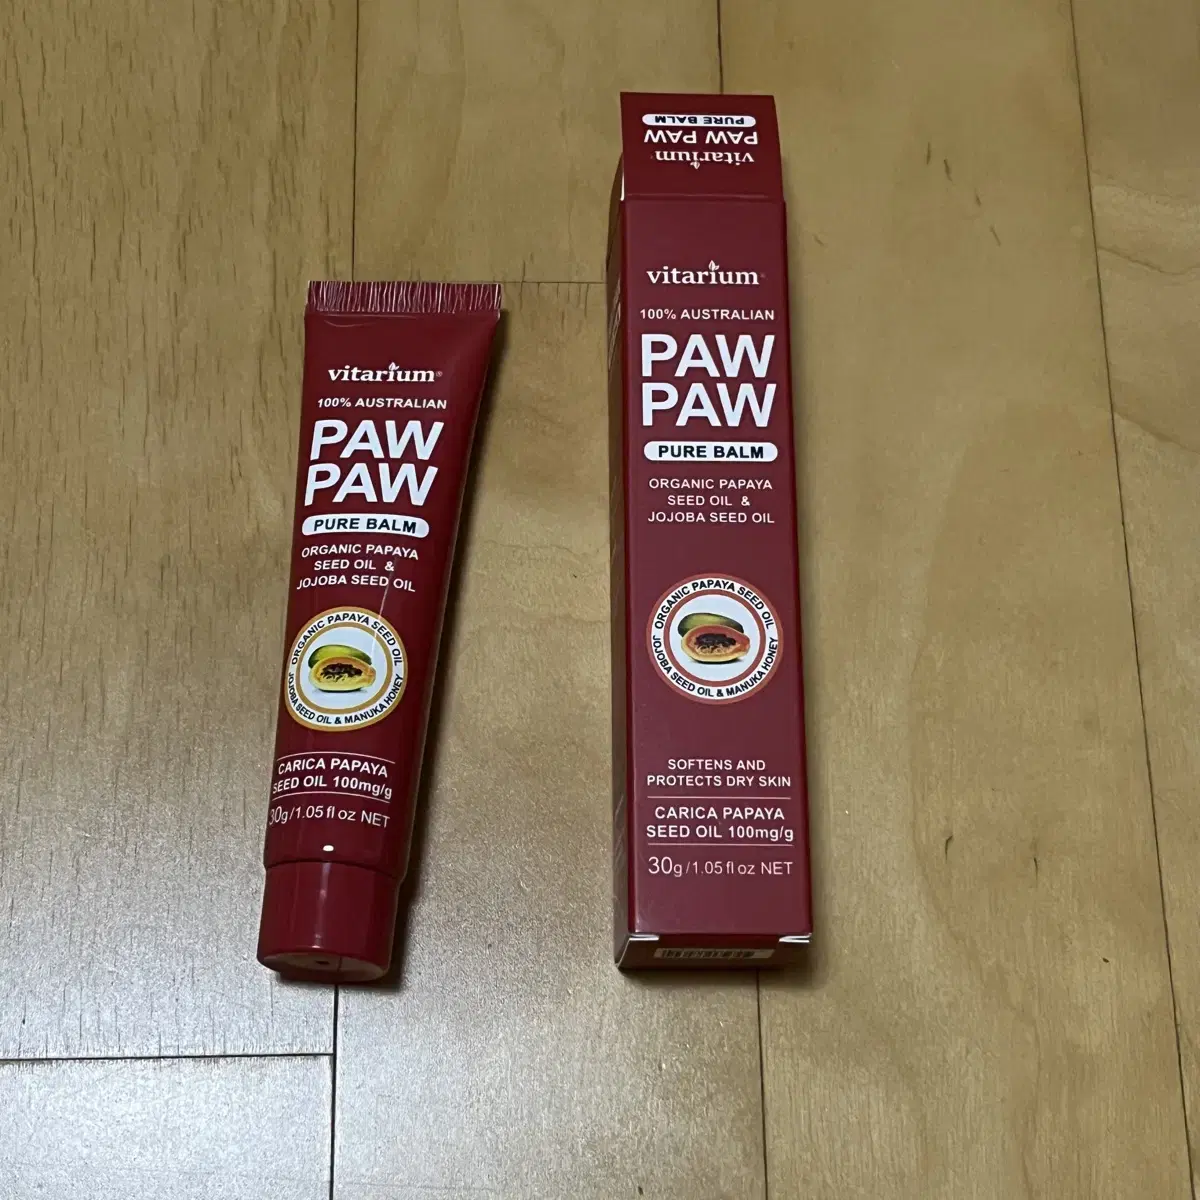 vitarium®
100% AUSTRALIAN
PAW
PAW
PURE BALM
ORGANIC PAPAYA
SEED OIL &
JOJOBA SEED OIL
ORGANIC PAPAYA SEED OIL
JOJOBA SEED OIL & MANUKA HONEY
CARICA PAPAYA
SEED OIL 100mg/g
30g/1.05 fl oz NET
vitarium
PAW PAW
PURE BALM
vitarium®
100% AUSTRALIAN
PAW
PAW
PURE BALM
ORGANIC PAPAYA
SEED OIL &
JOJOBA SEED OIL
ORGANIC PAPAYA SEED OIL
JOJOBA SEED OIL & MANUKA HONEY
SOFTENS AND
PROTECTS DRY SKIN
CARICA PAPAYA
SEED OIL 100mg/g
30g/1.05 fl oz NET